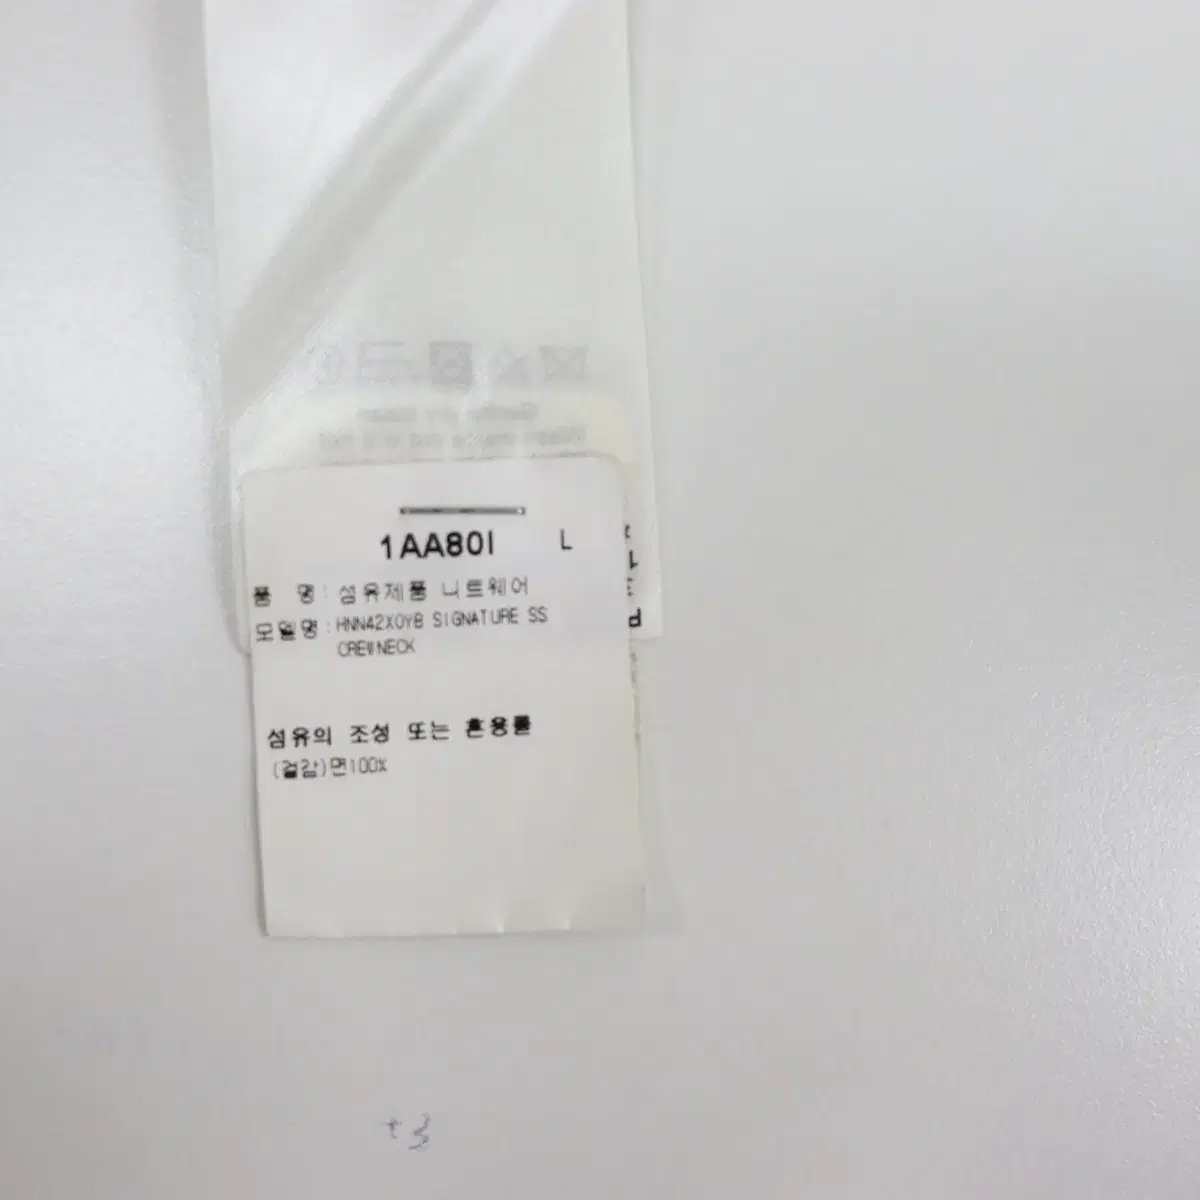 1AA80I L
품 명: 섬유제품 니트웨어
모델명: HNN42X0YB SIGNATURE SS
CREWNECK
섬유의 조성 또는 혼용률
(겉감)면100%
+3